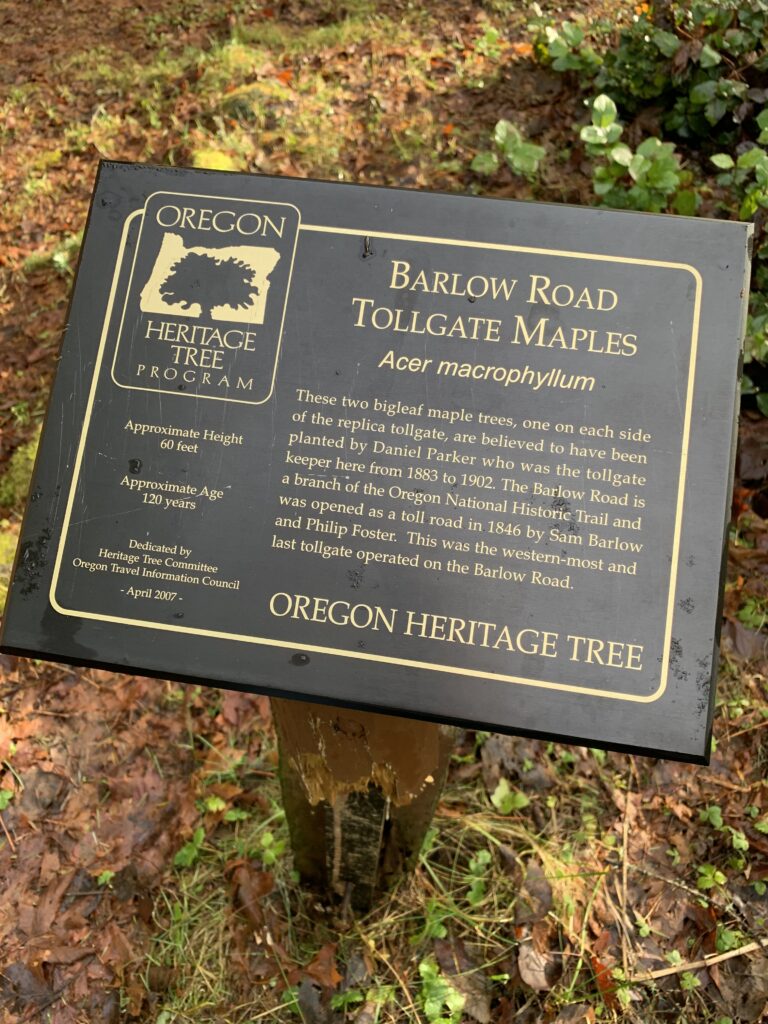 OREGON
HERITAGE
TREE
PROGRAM
Approximate Height
60 feet
Approximate Age
120 years
Dedicated by
Heritage Tree Committee
Oregon Travel Information Council
- April 2007 -
BARLOW ROAD
TOLLGATE MAPLES
Acer macrophyllum
These two bigleaf maple trees, one on each side
of the replica tollgate, are believed to have been
planted by Daniel Parker who was the tollgate
keeper here from 1883 to 1902. The Barlow Road is
a branch of the Oregon National Historic Trail and
was opened as a toll road in 1846 by Sam Barlow
and Philip Foster. This was the western-most and
last tollgate operated on the Barlow Road.
OREGON HERITAGE TREE